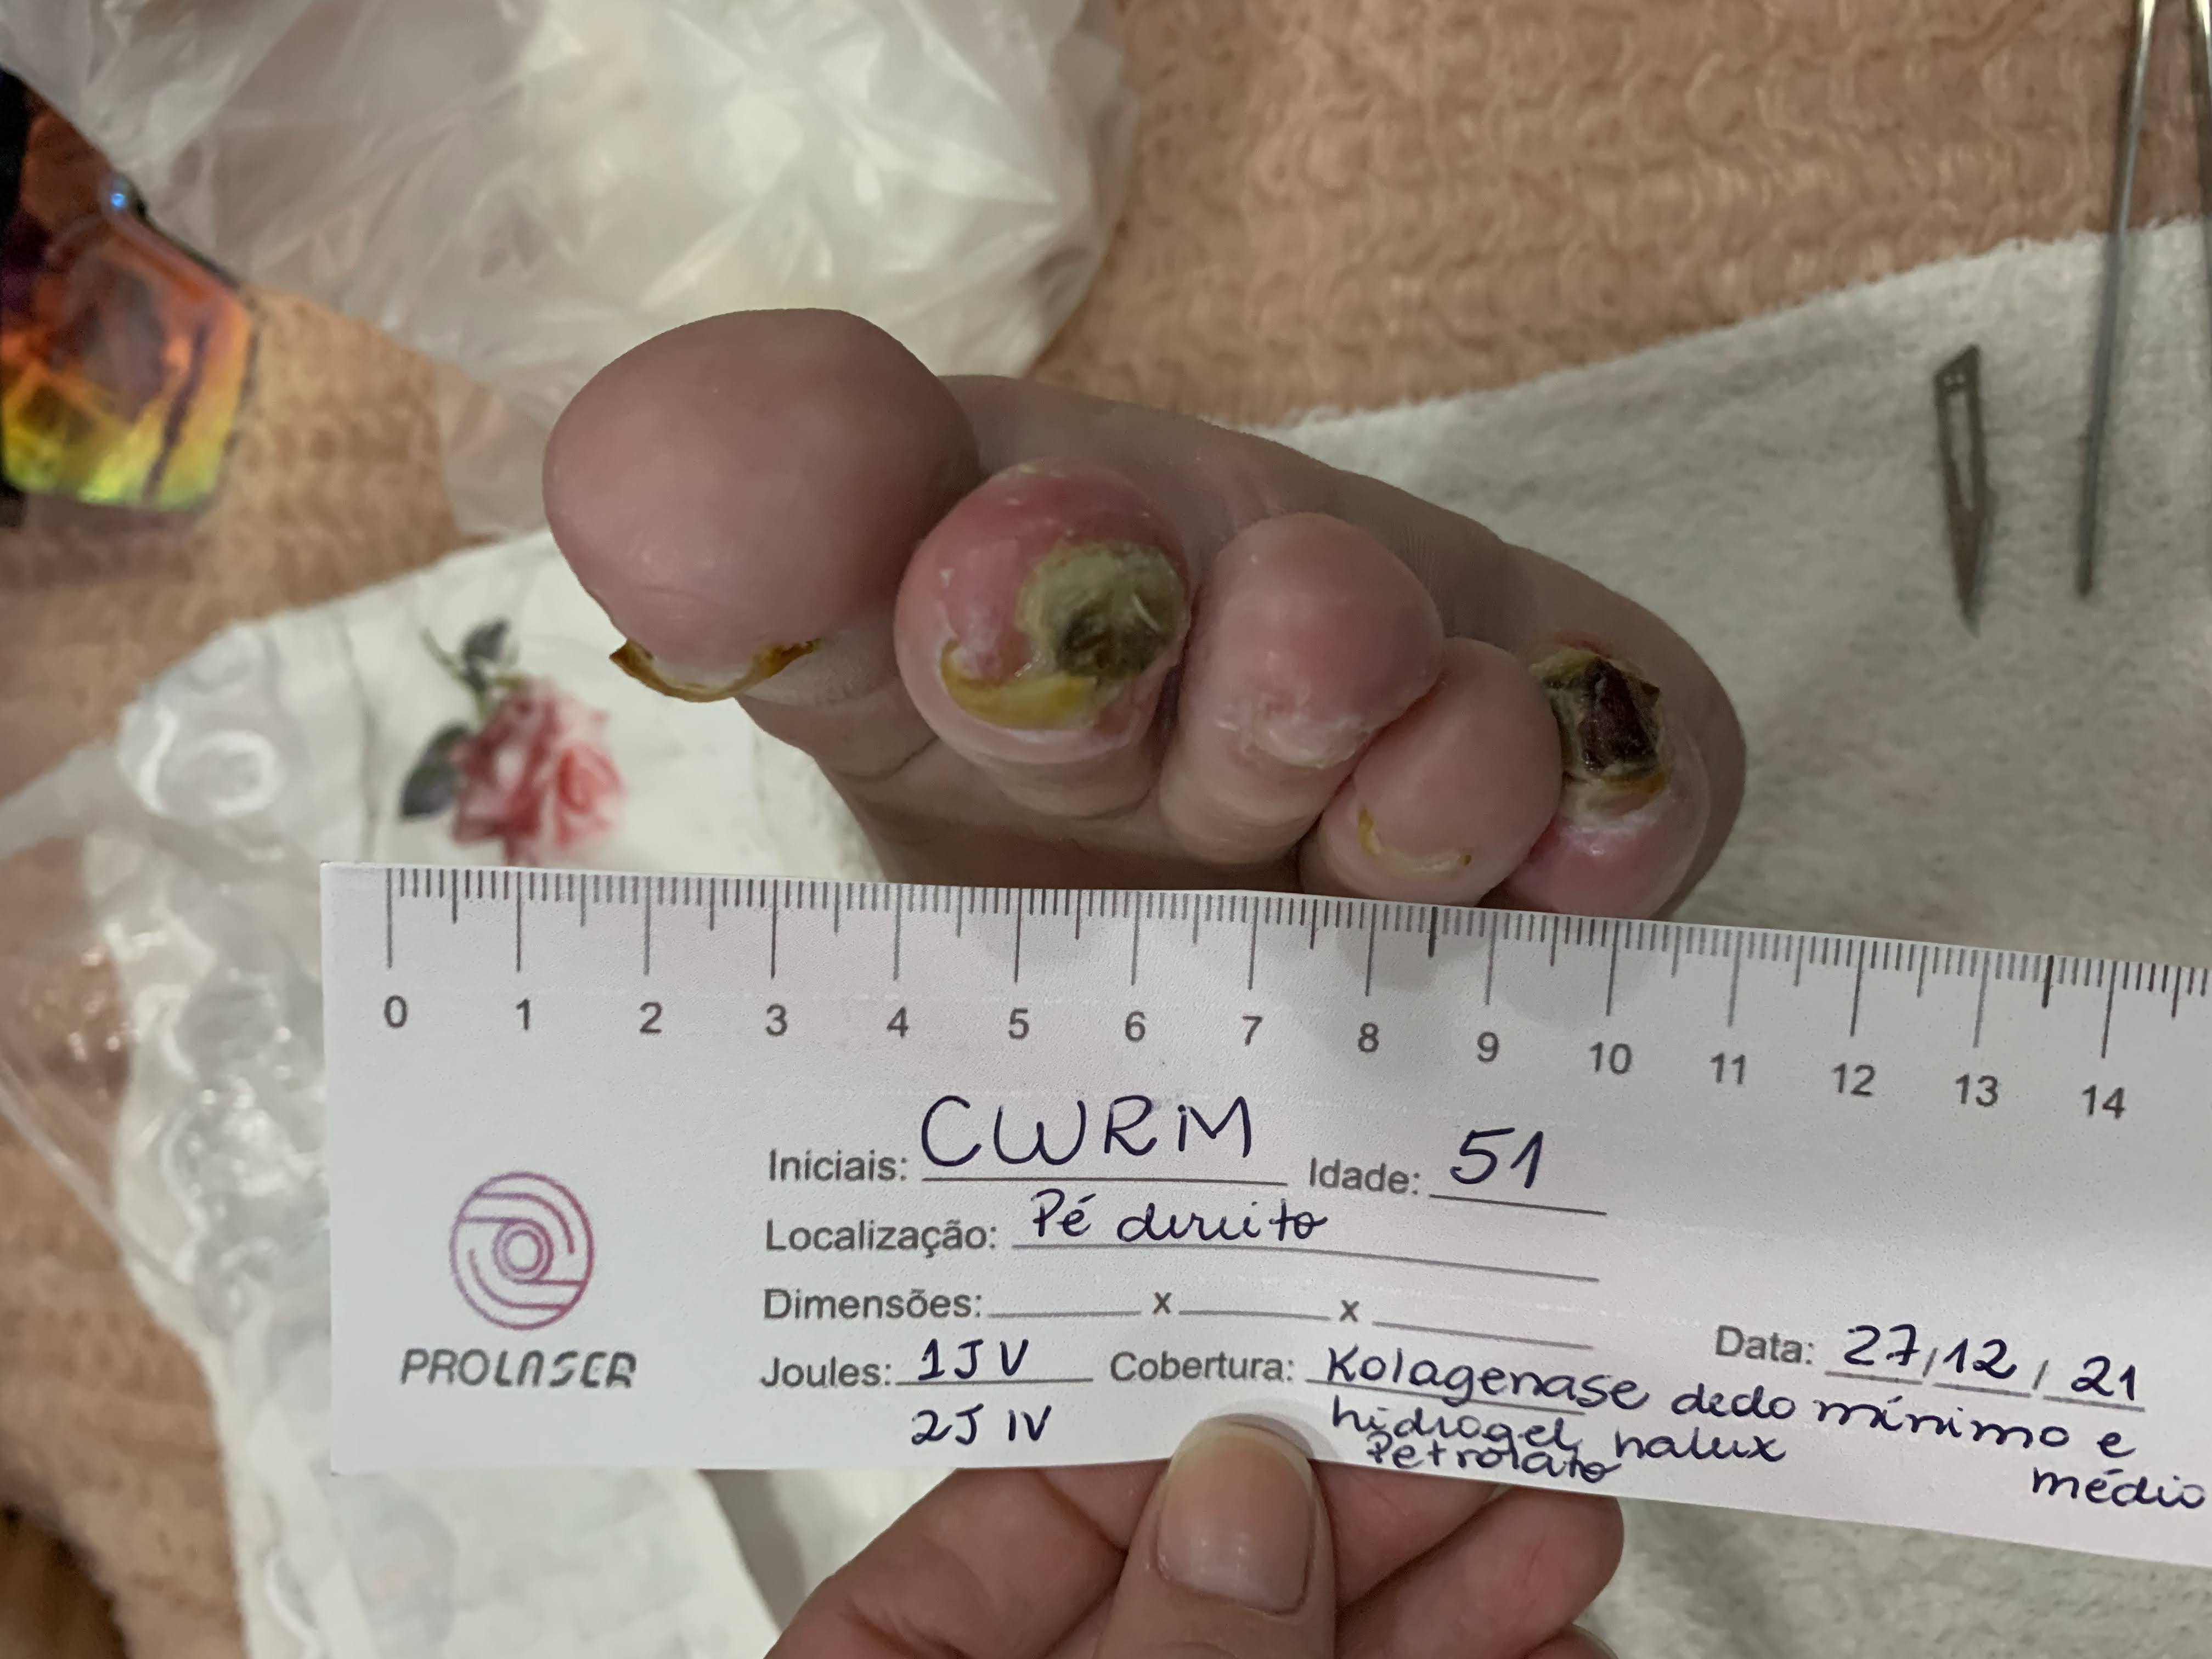 0 1 2 3 4 5 6 7 8 9 10 11 12 13 14
Iniciais: CWRM Idade: 51
Localização: Pé direito
Dimensões: x x
Data: 27/12/21
Joules: 1J V Cobertura: Kolagenase dedo mínimo e médio
2J IV hidrogel halux
Petrolato
PROLASER